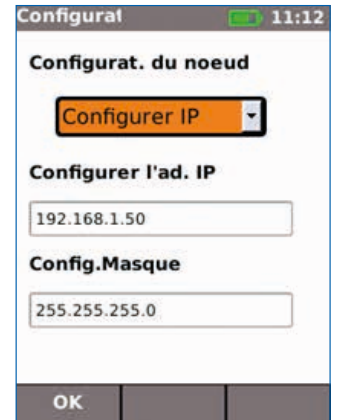 Configurat 11:12
Configurat. du noeud
Configurer IP
Configurer l'ad. IP
192.168.1.50
Config.Masque
255.255.255.0
OK